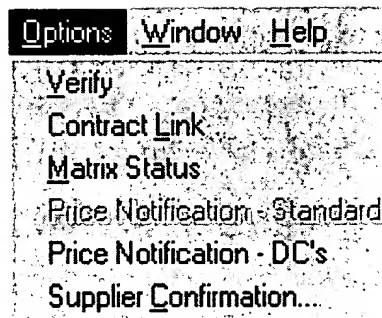 Options Window Help
Verify
Contract Link
Matrix Status
Price Notification - Standard
Price Notification - DC's
Supplier Confirmation...